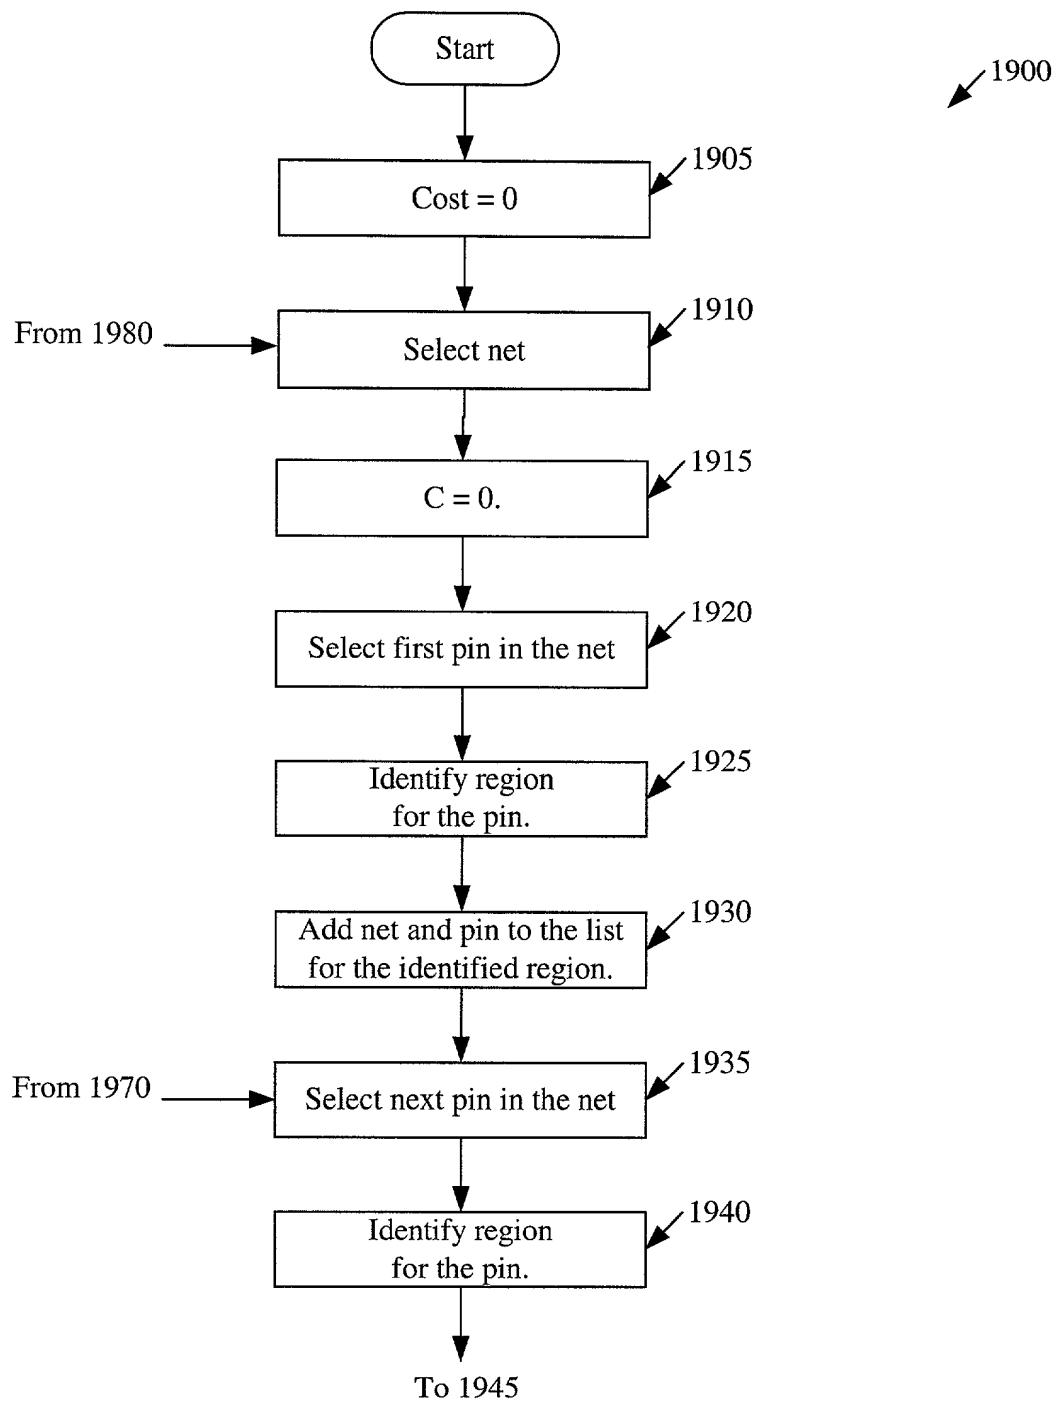 Start
1900
1905
Cost = 0
1910
From 1980
Select net
1915
C = 0.
1920
Select first pin in the net
1925
Identify region
for the pin.
1930
Add net and pin to the list
for the identified region.
1935
From 1970
Select next pin in the net
1940
Identify region
for the pin.
To 1945